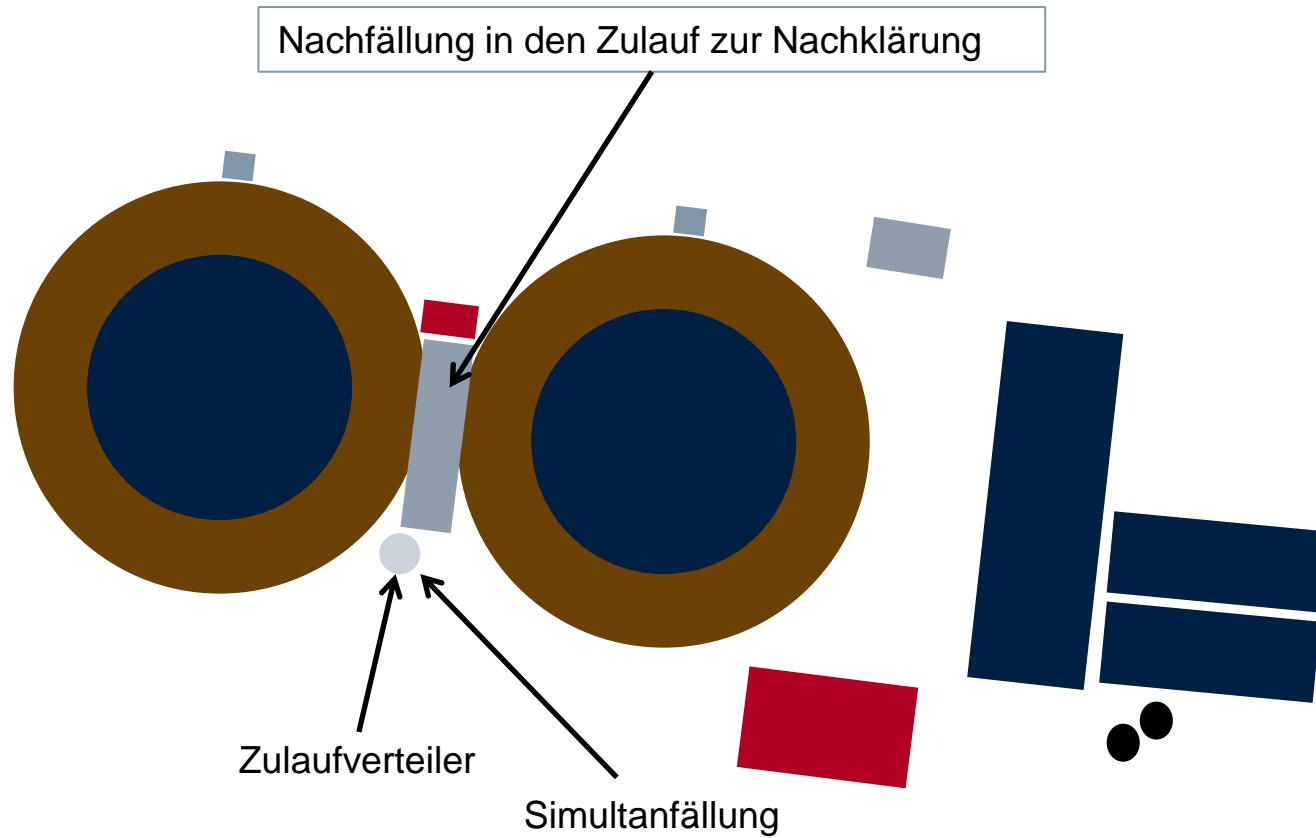 Nachfällung in den Zulauf zur Nachklärung
Zulaufverteiler
Simultanfällung